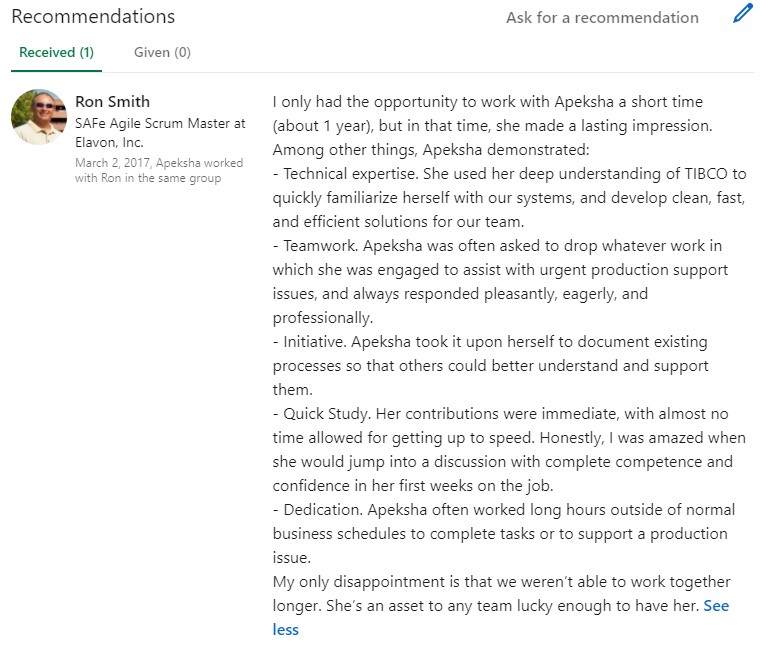 Recommendations
Ask for a recommendation
Received (1)
Given (0)
Ron Smith
SAFe Agile Scrum Master at
Elavon, Inc.
March 2, 2017, Apeksha worked
with Ron in the same group
I only had the opportunity to work with Apeksha a short time
(about 1 year), but in that time, she made a lasting impression.
Among other things, Apeksha demonstrated:
- Technical expertise. She used her deep understanding of TIBCO to
quickly familiarize herself with our systems, and develop clean, fast,
and efficient solutions for our team.
- Teamwork. Apeksha was often asked to drop whatever work in
which she was engaged to assist with urgent production support
issues, and always responded pleasantly, eagerly, and
professionally.
- Initiative. Apeksha took it upon herself to document existing
processes so that others could better understand and support
them.
- Quick Study. Her contributions were immediate, with almost no
time allowed for getting up to speed. Honestly, I was amazed when
she would jump into a discussion with complete competence and
confidence in her first weeks on the job.
- Dedication. Apeksha often worked long hours outside of normal
business schedules to complete tasks or to support a production
issue.
My only disappointment is that we weren't able to work together
longer. She's an asset to any team lucky enough to have her. See
less